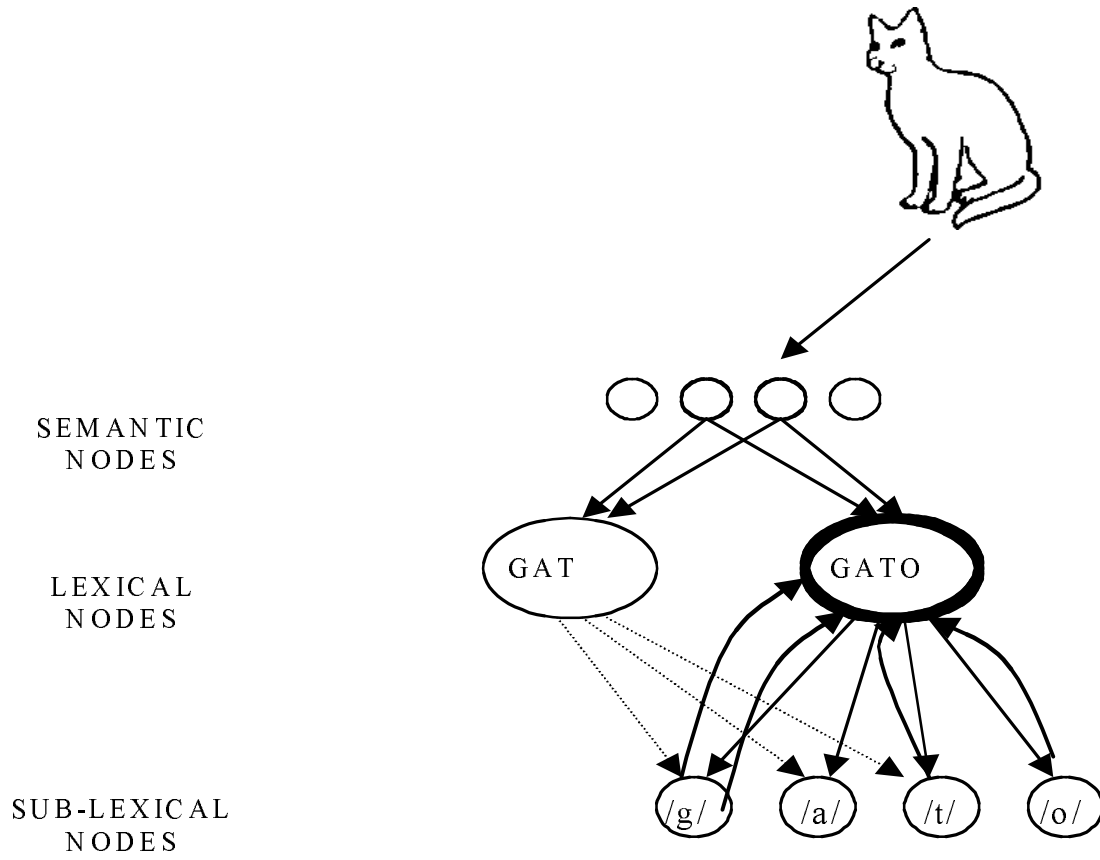 SEMANTIC
NODES
GAT GATO
LEXICAL
NODES
/g/ /a/ /t/ /o/
SUB-LEXICAL
NODES